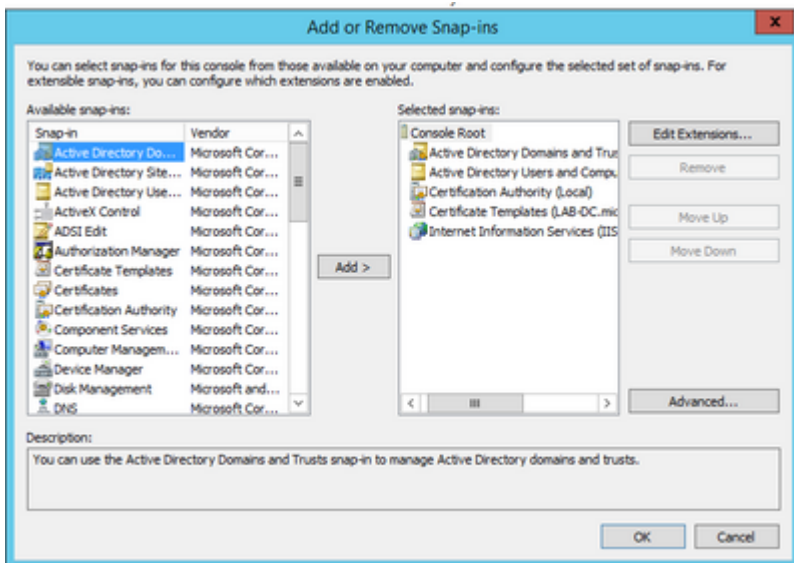 Add or Remove Snap-ins
x
You can select snap-ins for this console from those available on your computer and configure the selected set of snap-ins. For
extensible snap-ins, you can configure which extensions are enabled.
Available snap-ins:
Snap-in Vendor
Active Directory Do... Microsoft Cor...
Active Directory Site... Microsoft Cor...
Active Directory Use... Microsoft Cor...
ActiveX Control Microsoft Cor...
ADSI Edit Microsoft Cor...
Authorization Manager Microsoft Cor...
Certificate Templates Microsoft Cor...
Certificates Microsoft Cor...
Certification Authority Microsoft Cor...
Component Services Microsoft Cor...
Computer Managem... Microsoft Cor...
Device Manager Microsoft Cor...
Disk Management Microsoft and...
DNS Microsoft Cor...
Add >
Selected snap-ins:
Console Root
Active Directory Domains and Trus
Active Directory Users and Compu
Certification Authority (Local)
Certificate Templates (LAB-DC.mic
Internet Information Services (IIS
Edit Extensions...
Remove
Move Up
Move Down
Advanced...
Description:
You can use the Active Directory Domains and Trusts snap-in to manage Active Directory domains and trusts.
OK
Cancel